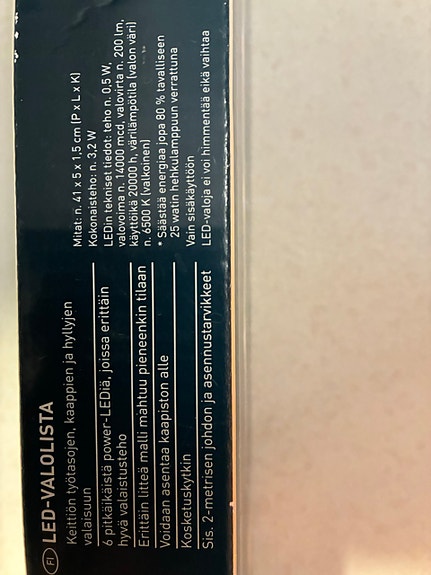 FI LED-VALOLISTA
Keittiön työtasojen, kaappien ja hyllyjen
valaisuun
6 pitkäikäistä power-LEDiä, joissa erittäin
hyvä valaistusteho
Erittäin litteä malli mahtuu pieneenkin tilaan
Voidaan asentaa kaapiston alle
Kosketuskytkin
Sis. 2-metrisen johdon ja asennustarvikkeet
Mitat: n. 41 x 5 x 1,5 cm (P x L x K)
Kokonaisteho: n. 3,2 W
LEDin tekniset tiedot: teho n. 0,5 W,
valovoima n. 14000 mcd, valovirta n. 200 lm,
käyttöikä 20000 h, värilämpötila (valon väri)
n. 6500 K (valkoinen)
* Säästää energiaa jopa 80 % tavalliseen
25 watin hehkulamppuun verrattuna
Vain sisäkäyttöön
LED-valoja ei voi himmentää eikä vaihtaa